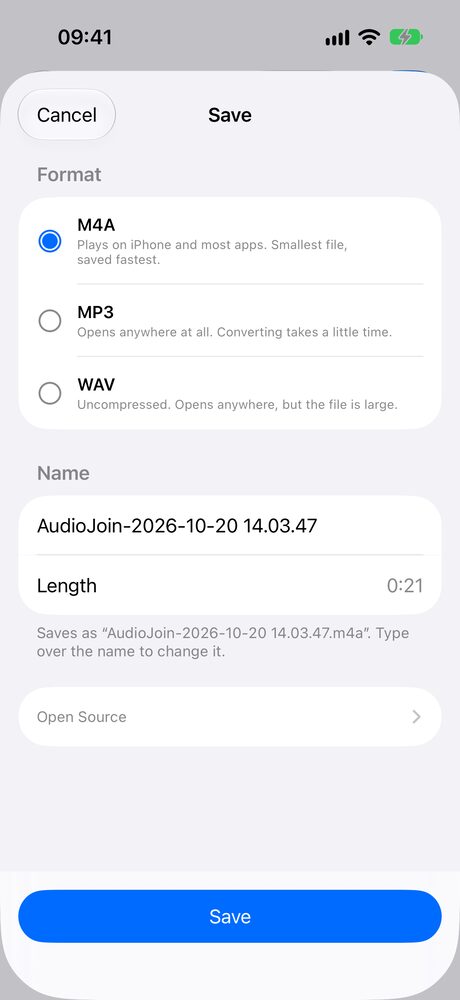 09:41
Cancel
Save
Format
M4A
Plays on iPhone and most apps. Smallest file,
saved fastest.
MP3
Opens anywhere at all. Converting takes a little time.
WAV
Uncompressed. Opens anywhere, but the file is large.
Name
AudioJoin-2026-10-20 14.03.47
Length 0:21
Saves as “AudioJoin-2026-10-20 14.03.47.m4a”. Type
over the name to change it.
Open Source
Save